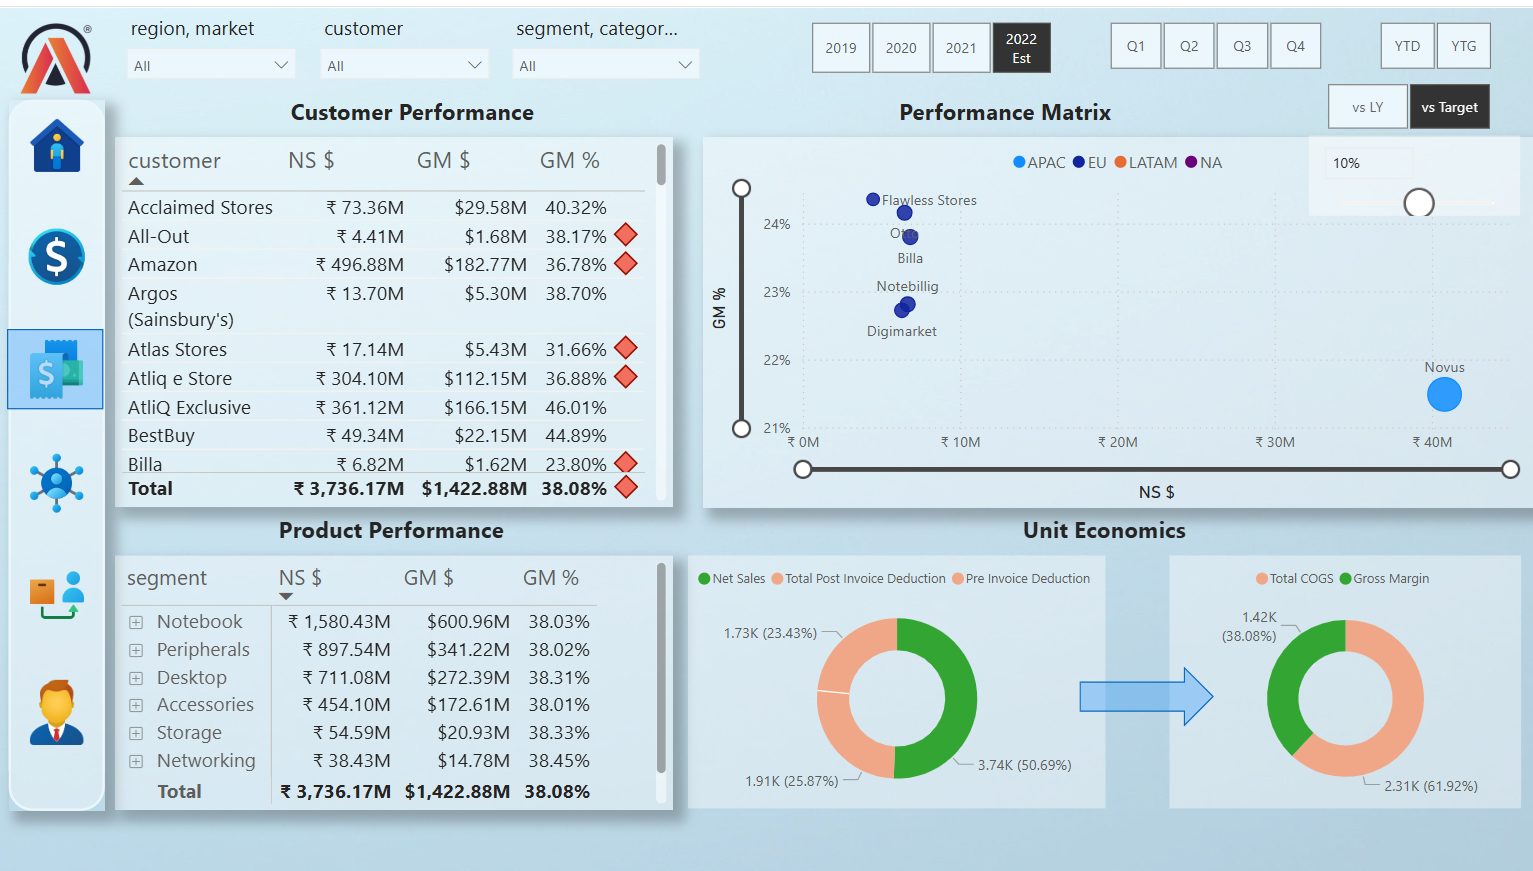 region, market
customer
segment, categor...
All
All
All
2019
2020
2021
2022
Est
Q1
Q2
Q3
Q4
YTD
YTG
vs LY
vs Target
®
Customer Performance
customer NS $ GM $ GM %
Acclaimed Stores ₹ 73.36M $29.58M 40.32%
All-Out ₹ 4.41M $1.68M 38.17%
Amazon ₹ 496.88M $182.77M 36.78%
Argos ₹ 13.70M $5.30M 38.70%
(Sainsbury's)
Atlas Stores ₹ 17.14M $5.43M 31.66%
Atliq e Store ₹ 304.10M $112.15M 36.88%
AtliQ Exclusive ₹ 361.12M $166.15M 46.01%
BestBuy ₹ 49.34M $22.15M 44.89%
Billa ₹ 6.82M $1.62M 23.80%
Total ₹ 3,736.17M $1,422.88M 38.08%
Performance Matrix
APAC EU LATAM NA
10%
GM %
24%
23%
22%
21%
Flawless Stores
Otto
Billa
Notebillig
Digimarket
Novus
₹ 0M ₹ 10M ₹ 20M ₹ 30M ₹ 40M
NS $
Product Performance
segment NS $ GM $ GM %
Notebook ₹ 1,580.43M $600.96M 38.03%
Peripherals ₹ 897.54M $341.22M 38.02%
Desktop ₹ 711.08M $272.39M 38.31%
Accessories ₹ 454.10M $172.61M 38.01%
Storage ₹ 54.59M $20.93M 38.33%
Networking ₹ 38.43M $14.78M 38.45%
Total ₹ 3,736.17M $1,422.88M 38.08%
Unit Economics
Net Sales Total Post Invoice Deduction Pre Invoice Deduction
1.73K (23.43%)
1.91K (25.87%)
3.74K (50.69%)
Total COGS Gross Margin
1.42K
(38.08%)
2.31K (61.92%)